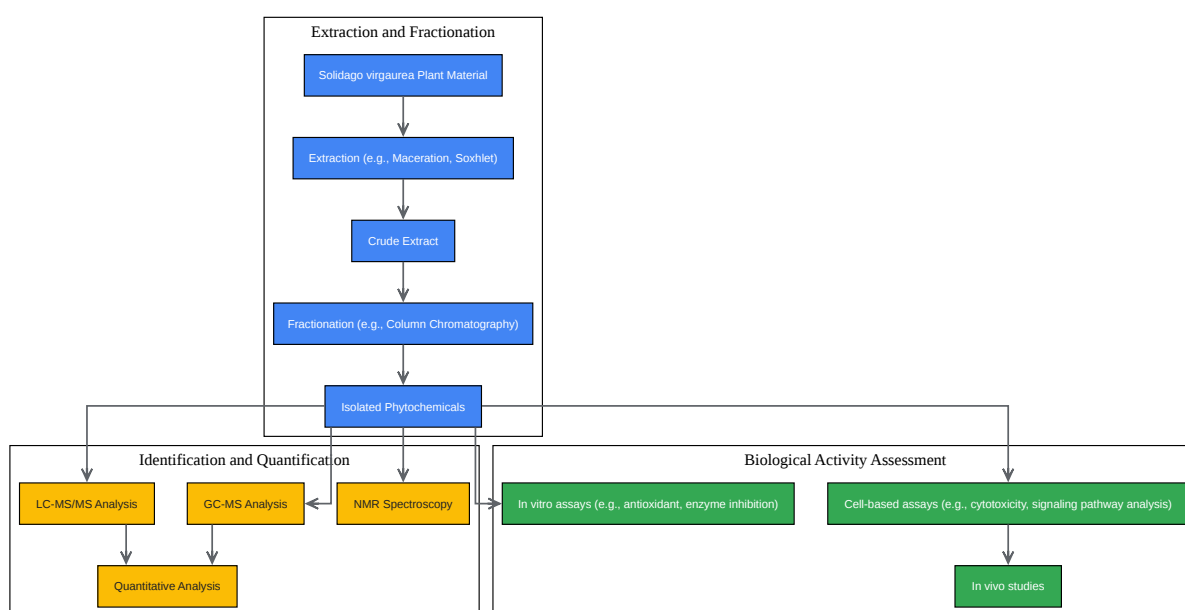 Extraction and Fractionation
Solidago virgaurea Plant Material
Extraction (e.g., Maceration, Soxhlet)
Crude Extract
Fractionation (e.g., Column Chromatography)
Isolated Phytochemicals
Identification and Quantification
LC-MS/MS Analysis
GC-MS Analysis
NMR Spectroscopy
Quantitative Analysis
Biological Activity Assessment
In vitro assays (e.g., antioxidant, enzyme inhibition)
Cell-based assays (e.g., cytotoxicity, signaling pathway analysis)
In vivo studies